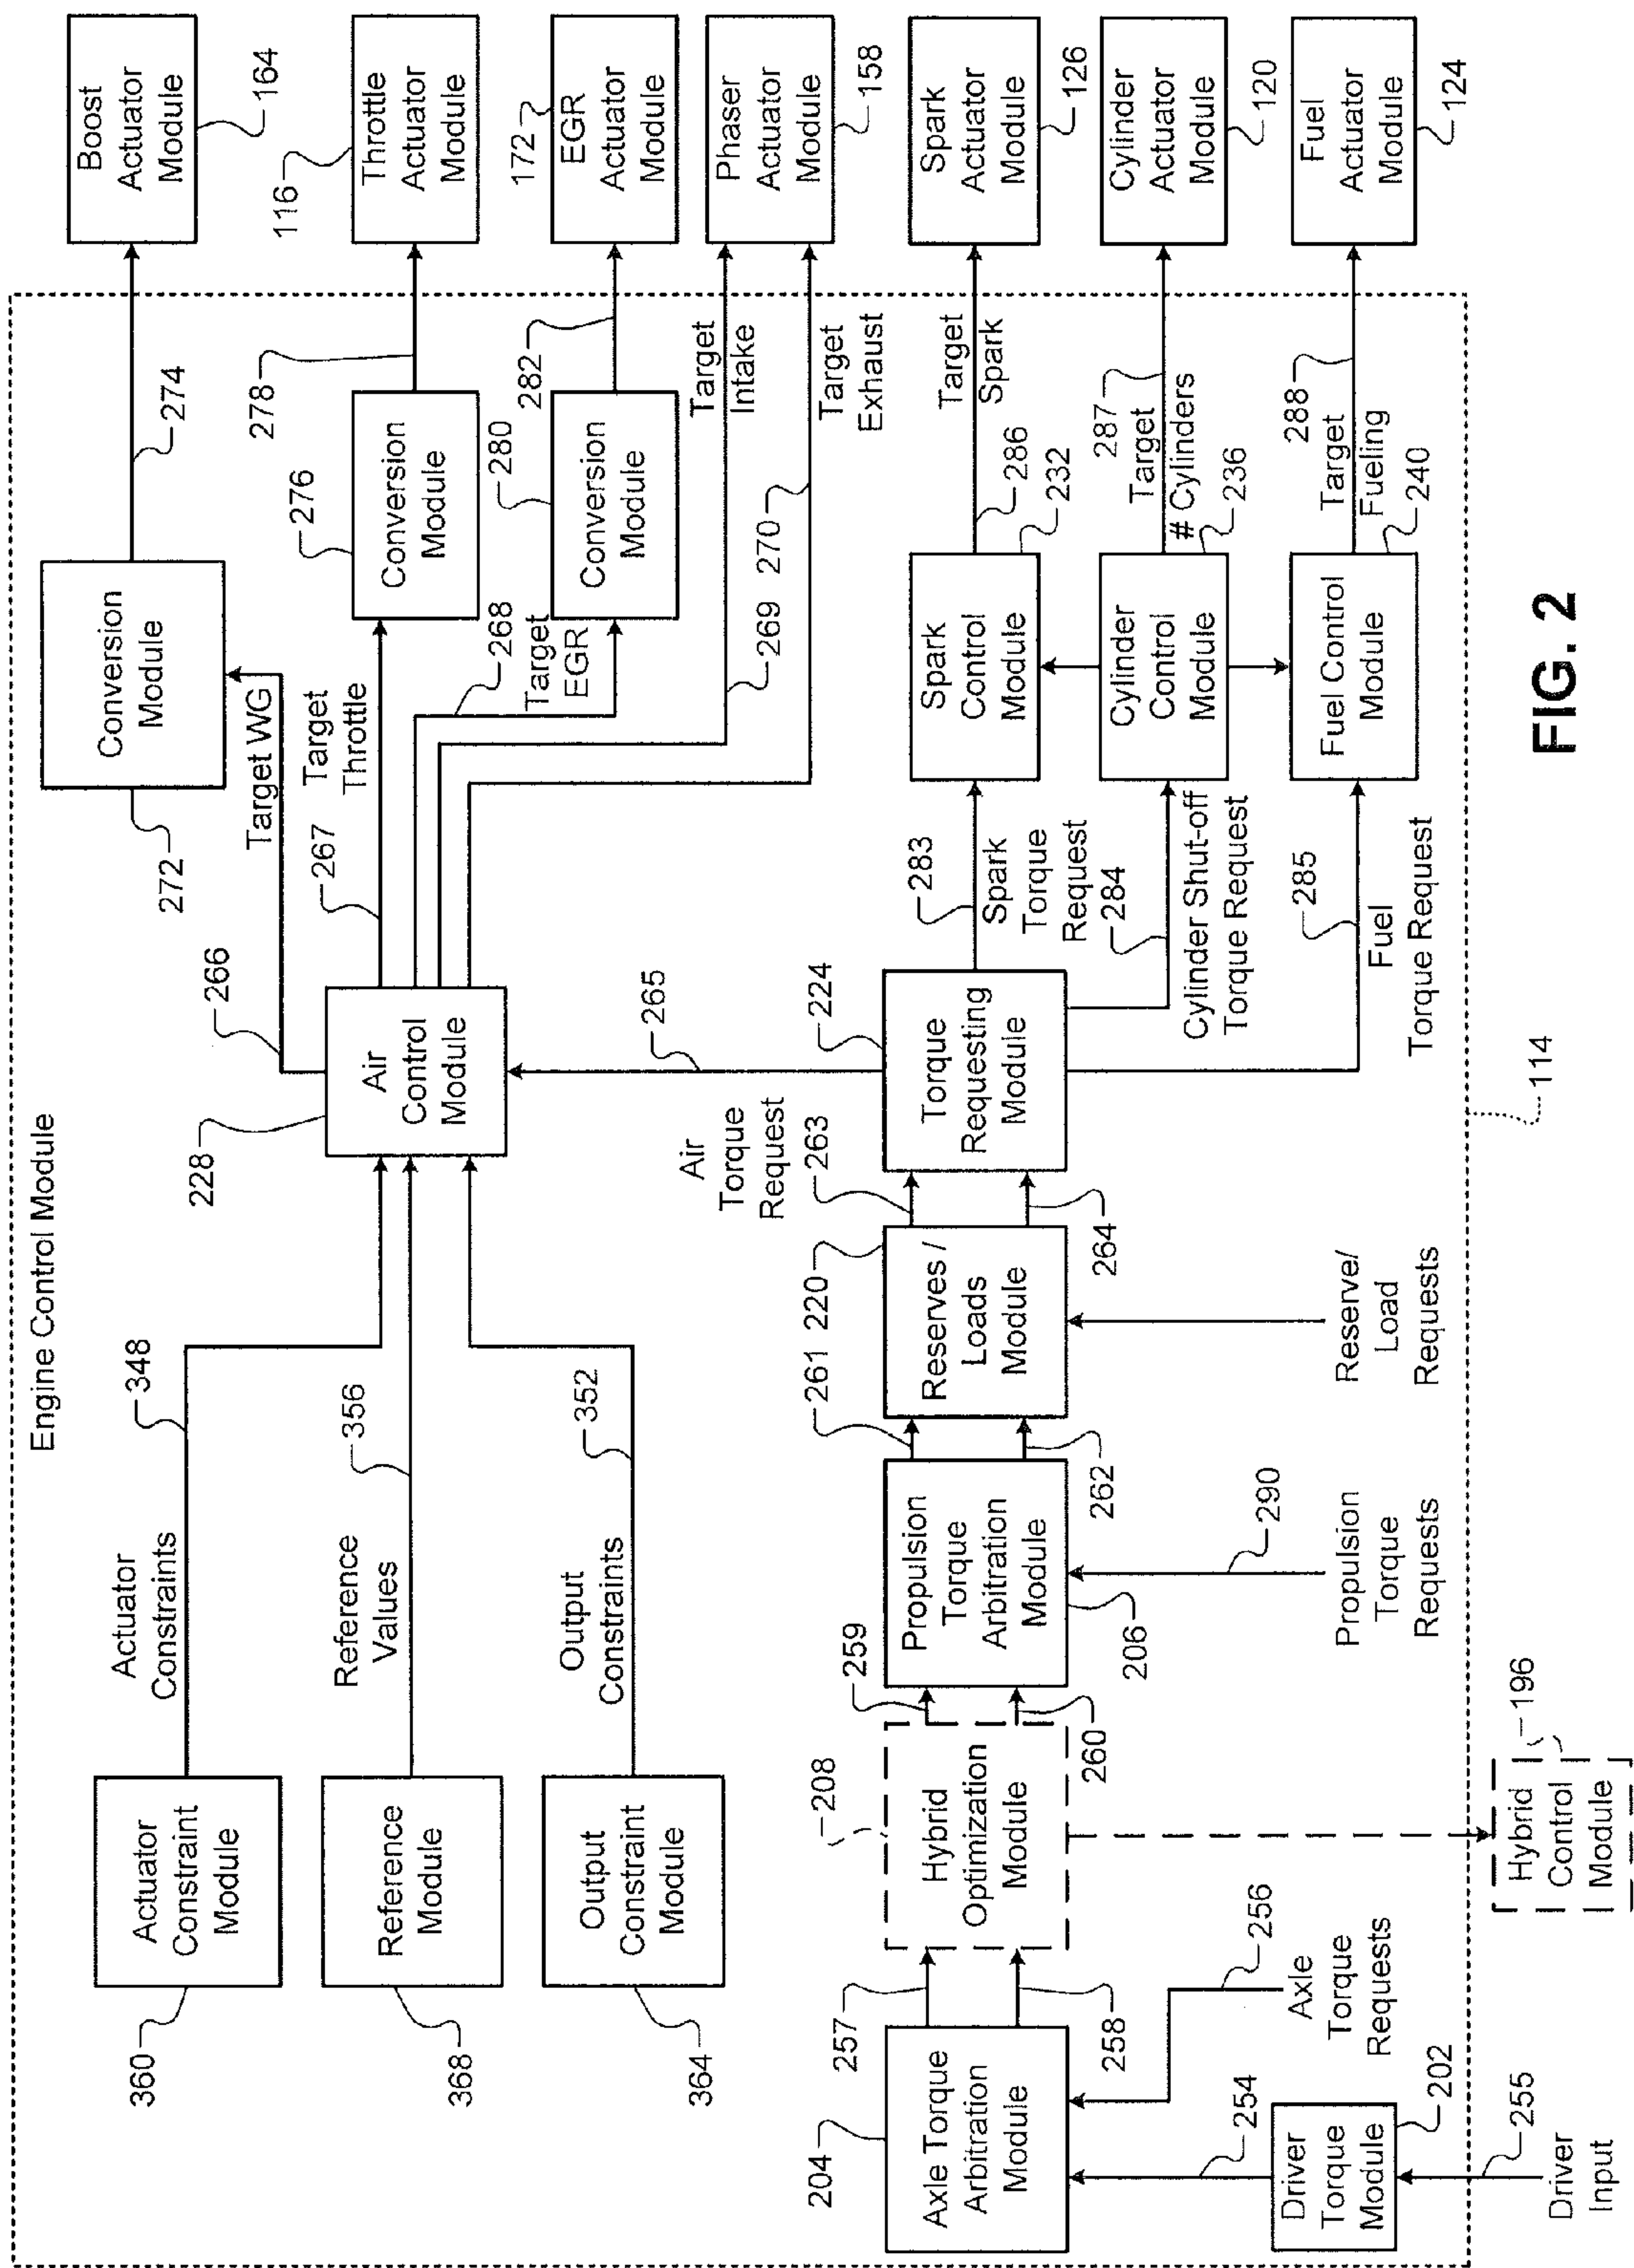 Engine Control Module
360
Actuator
Constraint
Module
Actuator
Constraints
348
368
Reference
Module
Reference
Values
356
364
Output
Constraint
Module
Output
Constraints
352
228
Air
Control
Module
266
Target WG
272
Conversion
Module
274
Boost
Actuator
Module
164
267
Target
Throttle
276
Conversion
Module
278
116
Throttle
Actuator
Module
268
Target
EGR
280
Conversion
Module
282
172
EGR
Actuator
Module
269
Target
Intake
270
Target
Exhaust
Phaser
Actuator
Module
158
265
Air
Torque
Request
204
Axle Torque
Arbitration
Module
257
258
208
Hybrid
Optimization
Module
259
260
Propulsion
Torque
Arbitration
Module
206
261
262
220
Reserves /
Loads
Module
263
264
224
Torque
Requesting
Module
283
Spark
Torque
Request
284
Cylinder Shut-off
Torque Request
285
Fuel
Torque Request
Spark
Control
Module
232
286
Target
Spark
Spark
Actuator
Module
126
Cylinder
Control
Module
236
287
Target
# Cylinders
Cylinder
Actuator
Module
120
Fuel Control
Module
240
288
Target
Fueling
Fuel
Actuator
Module
124
254
Driver
Torque
Module
202
255
Driver
Input
256
Axle
Torque
Requests
290
Propulsion
Torque
Requests
Reserve/
Load
Requests
Hybrid
Control
Module
196
114
FIG. 2